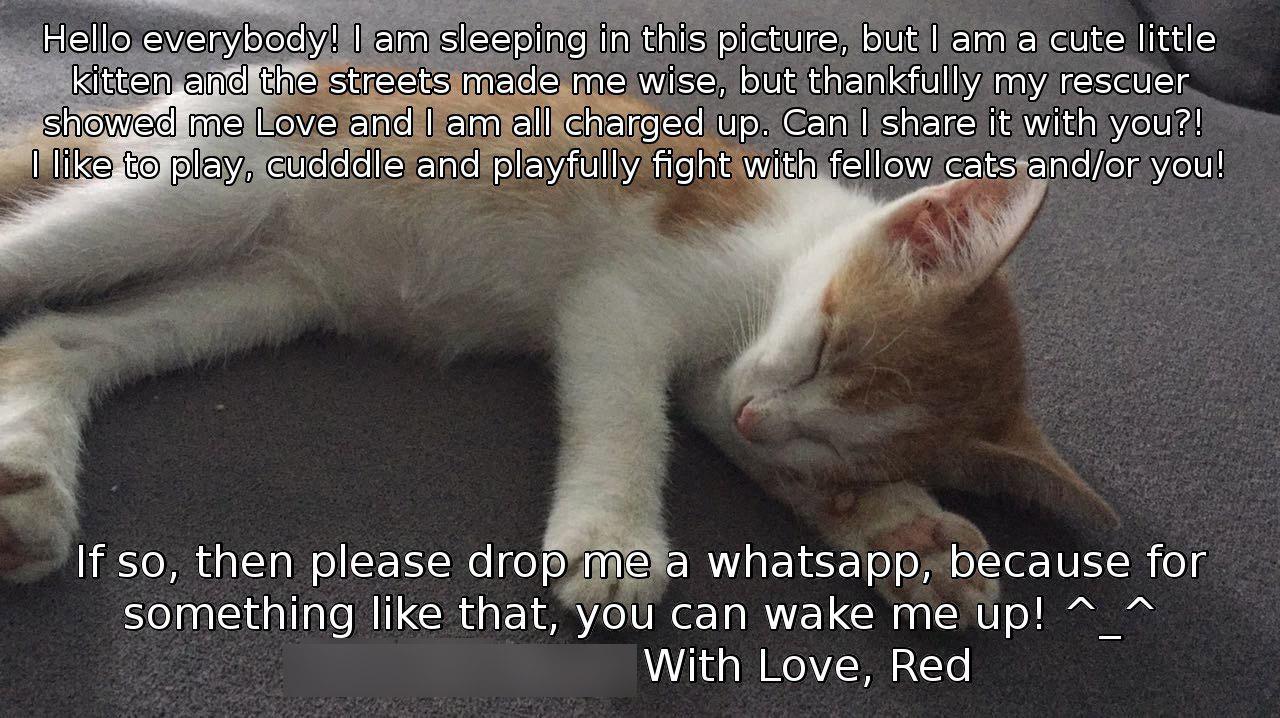 Hello everybody! I am sleeping in this picture, but I am a cute little
kitten and the streets made me wise, but thankfully my rescuer
showed me Love and I am all charged up. Can I share it with you?!
I like to play, cudddle and playfully fight with fellow cats and/or you!
If so, then please drop me a whatsapp, because for
something like that, you can wake me up! ^_^
With Love, Red